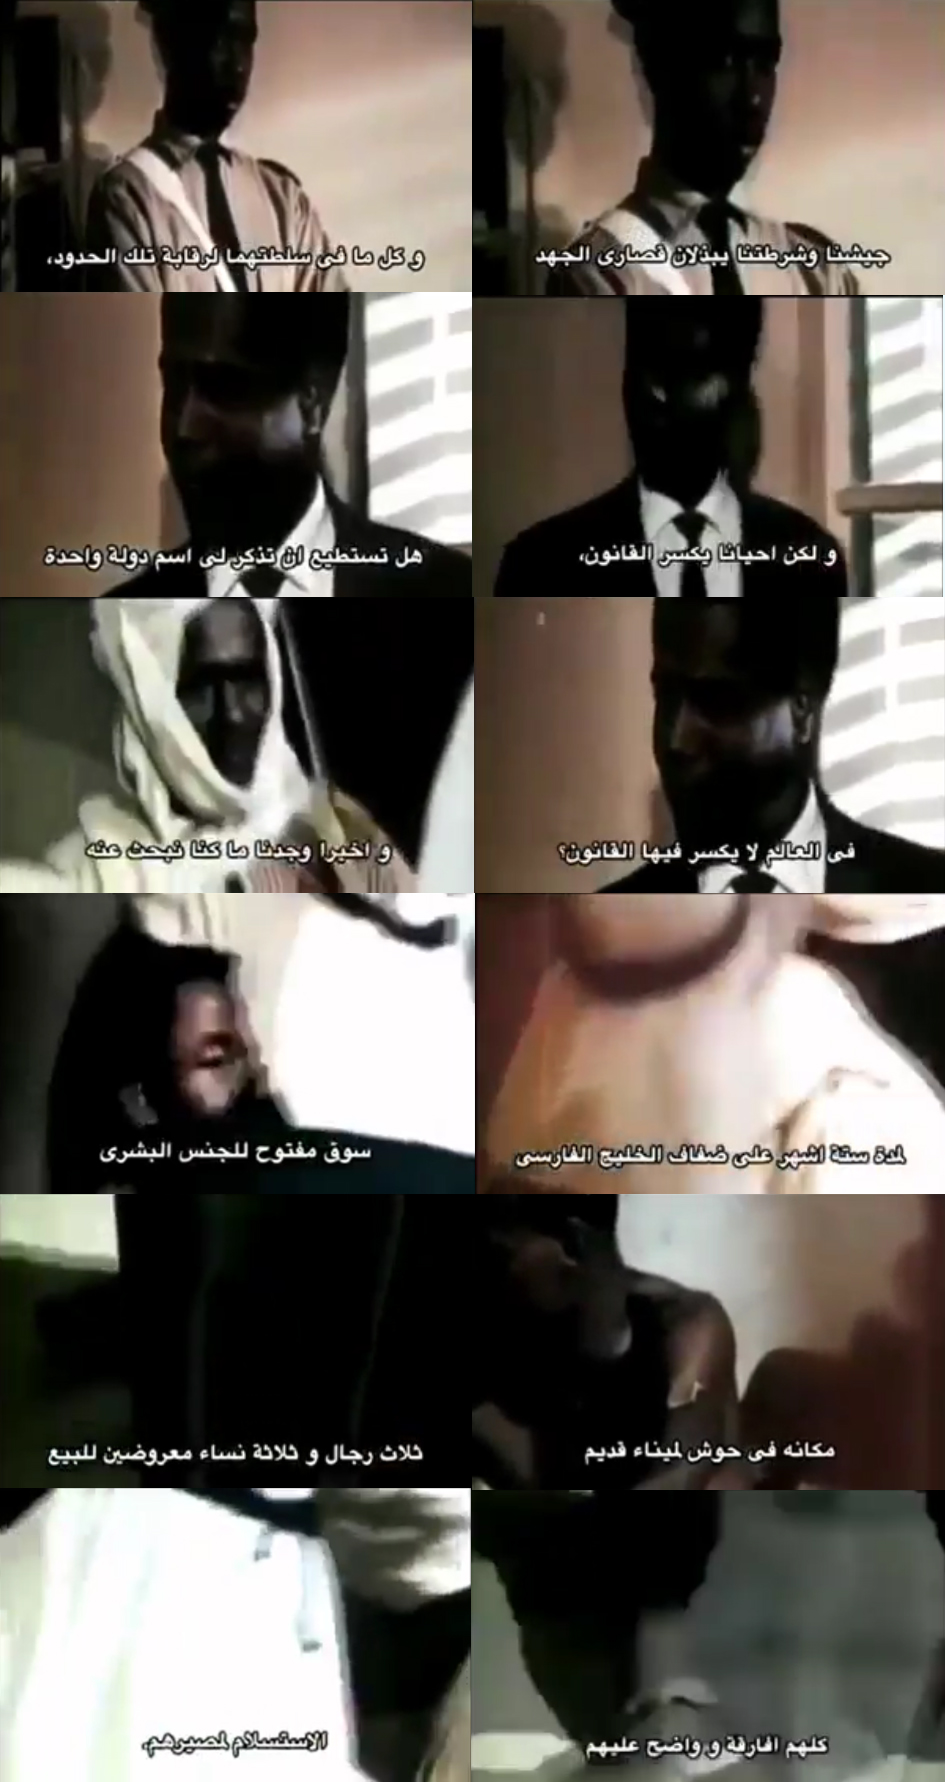 جيشنا وشرطتنا يبذلان قصارى الجهد
و كل ما فى سلطتهما لرقابة تلك الحدود،
و لكن احيانا يكسر القانون،
هل تستطيع ان تذكر لى اسم دولة واحدة
فى العالم لا يكسر فيها القانون؟
و اخيرا وجدنا ما كنا نبحث عنه
لمدة ستة اشهر على ضفاف الخليج الفارسى
سوق مفتوح للجنس البشرى
مكانه فى حوش لميناء قديم
ثلاث رجال و ثلاثة نساء معروضين للبيع
كلهم افارقة و واضح عليهم
الاستسلام لمصيرهم.